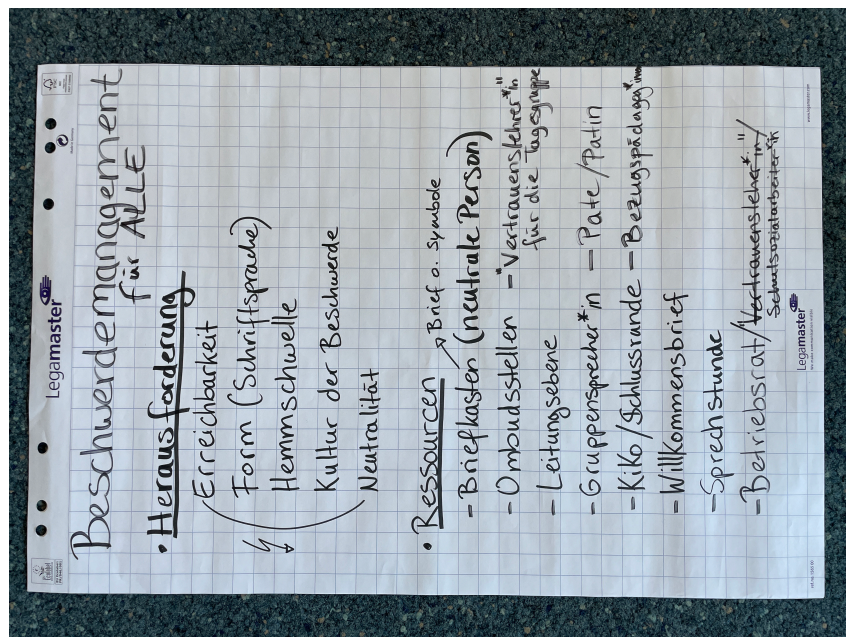 Legamaster
Beschwerdemanagement
für ALLE
• Herausforderung
Erreichbarkeit
Form (Schriftsprache)
Hemmschwelle
Kultur der Beschwerde
Neutralität
• Ressourcen
Brief o. Symbole
- Briefkasten (neutrale Person)
- Ombudsstellen - "Vertrauenslehrer*in"
für die Tagesgruppe
- Leitungsebene
- Gruppensprecher*in - Pate/Patin
- KiKo/Schlussrunde - Bezugspädagog*inn
- Willkommensbrief
- Sprechstunde
- Betriebsrat/"Vertrauenslehrer*in"/
Schulsozialarbeiter*in
Legamaster